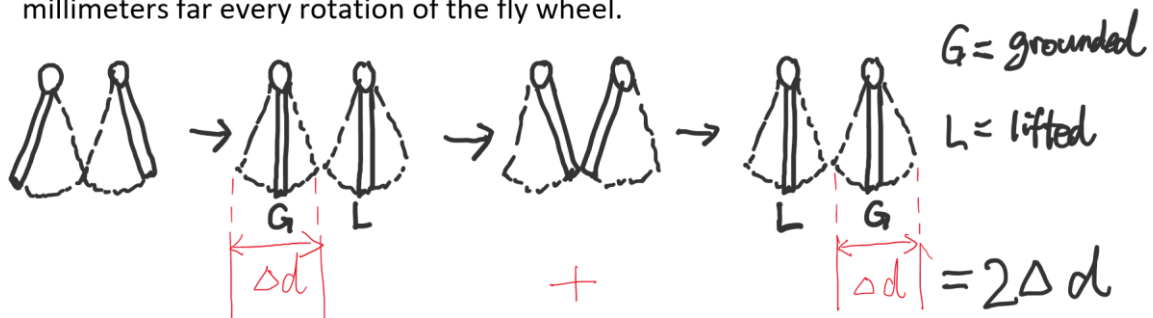 millimeters far every rotation of the fly wheel.
G = grounded
L = lifted
G L L G
Δd + Δd = 2Δd